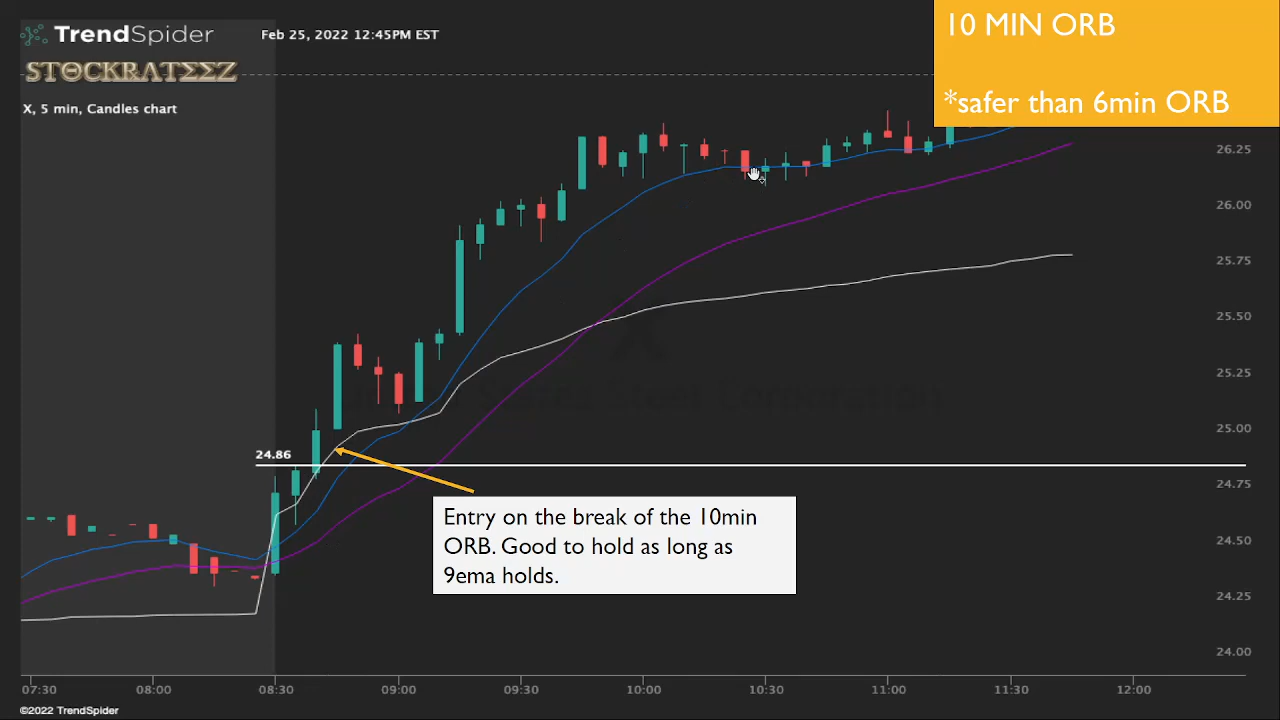 TrendSpider
Feb 25, 2022 12:45PM EST
10 MIN ORB
*safer than 6min ORB
STOCKRATEEZ
X, 5 min, Candles chart
26.25
26.00
25.75
25.50
25.25
United States Steel Corporation
25.00
24.86
24.75
Entry on the break of the 10min
ORB. Good to hold as long as
9ema holds.
24.50
24.25
24.00
07:30 08:00 08:30 09:00 09:30 10:00 10:30 11:00 11:30 12:00
©2022 TrendSpider